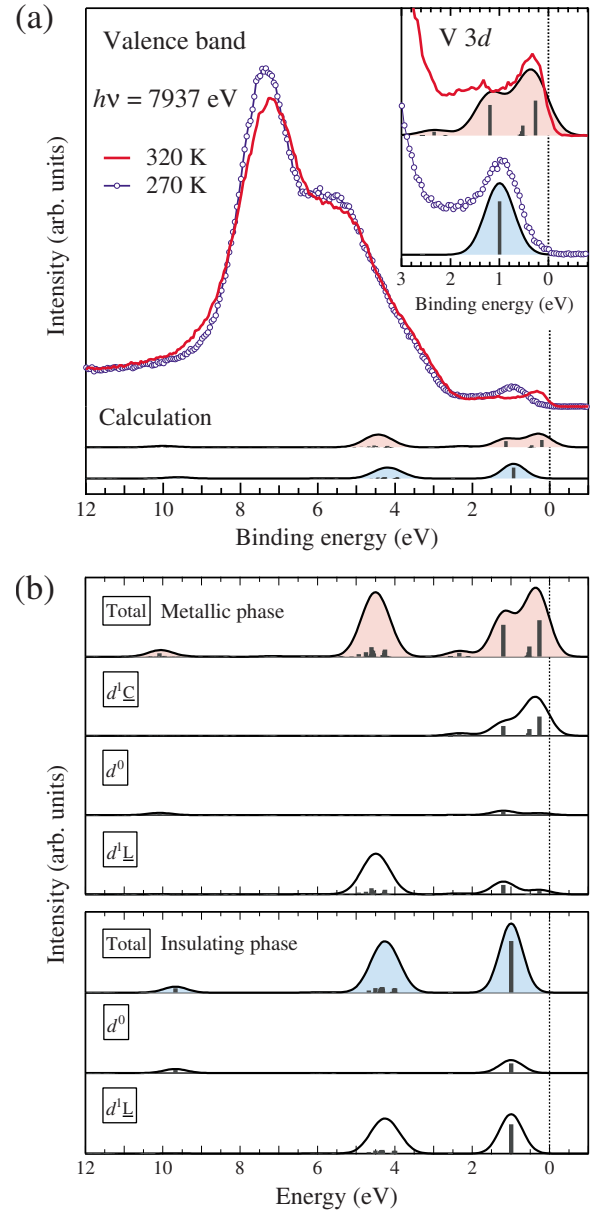 (a)
Valence band
hν = 7937 eV
320 K
270 K
V 3d
3 2 1 0
Binding energy (eV)
Calculation
Intensity (arb. units)
12 10 8 6 4 2 0
Binding energy (eV)
(b)
Total Metallic phase
d¹C̲
d⁰
d¹L̲
Total Insulating phase
d⁰
d¹L̲
Intensity (arb. units)
12 10 8 6 4 2 0
Energy (eV)